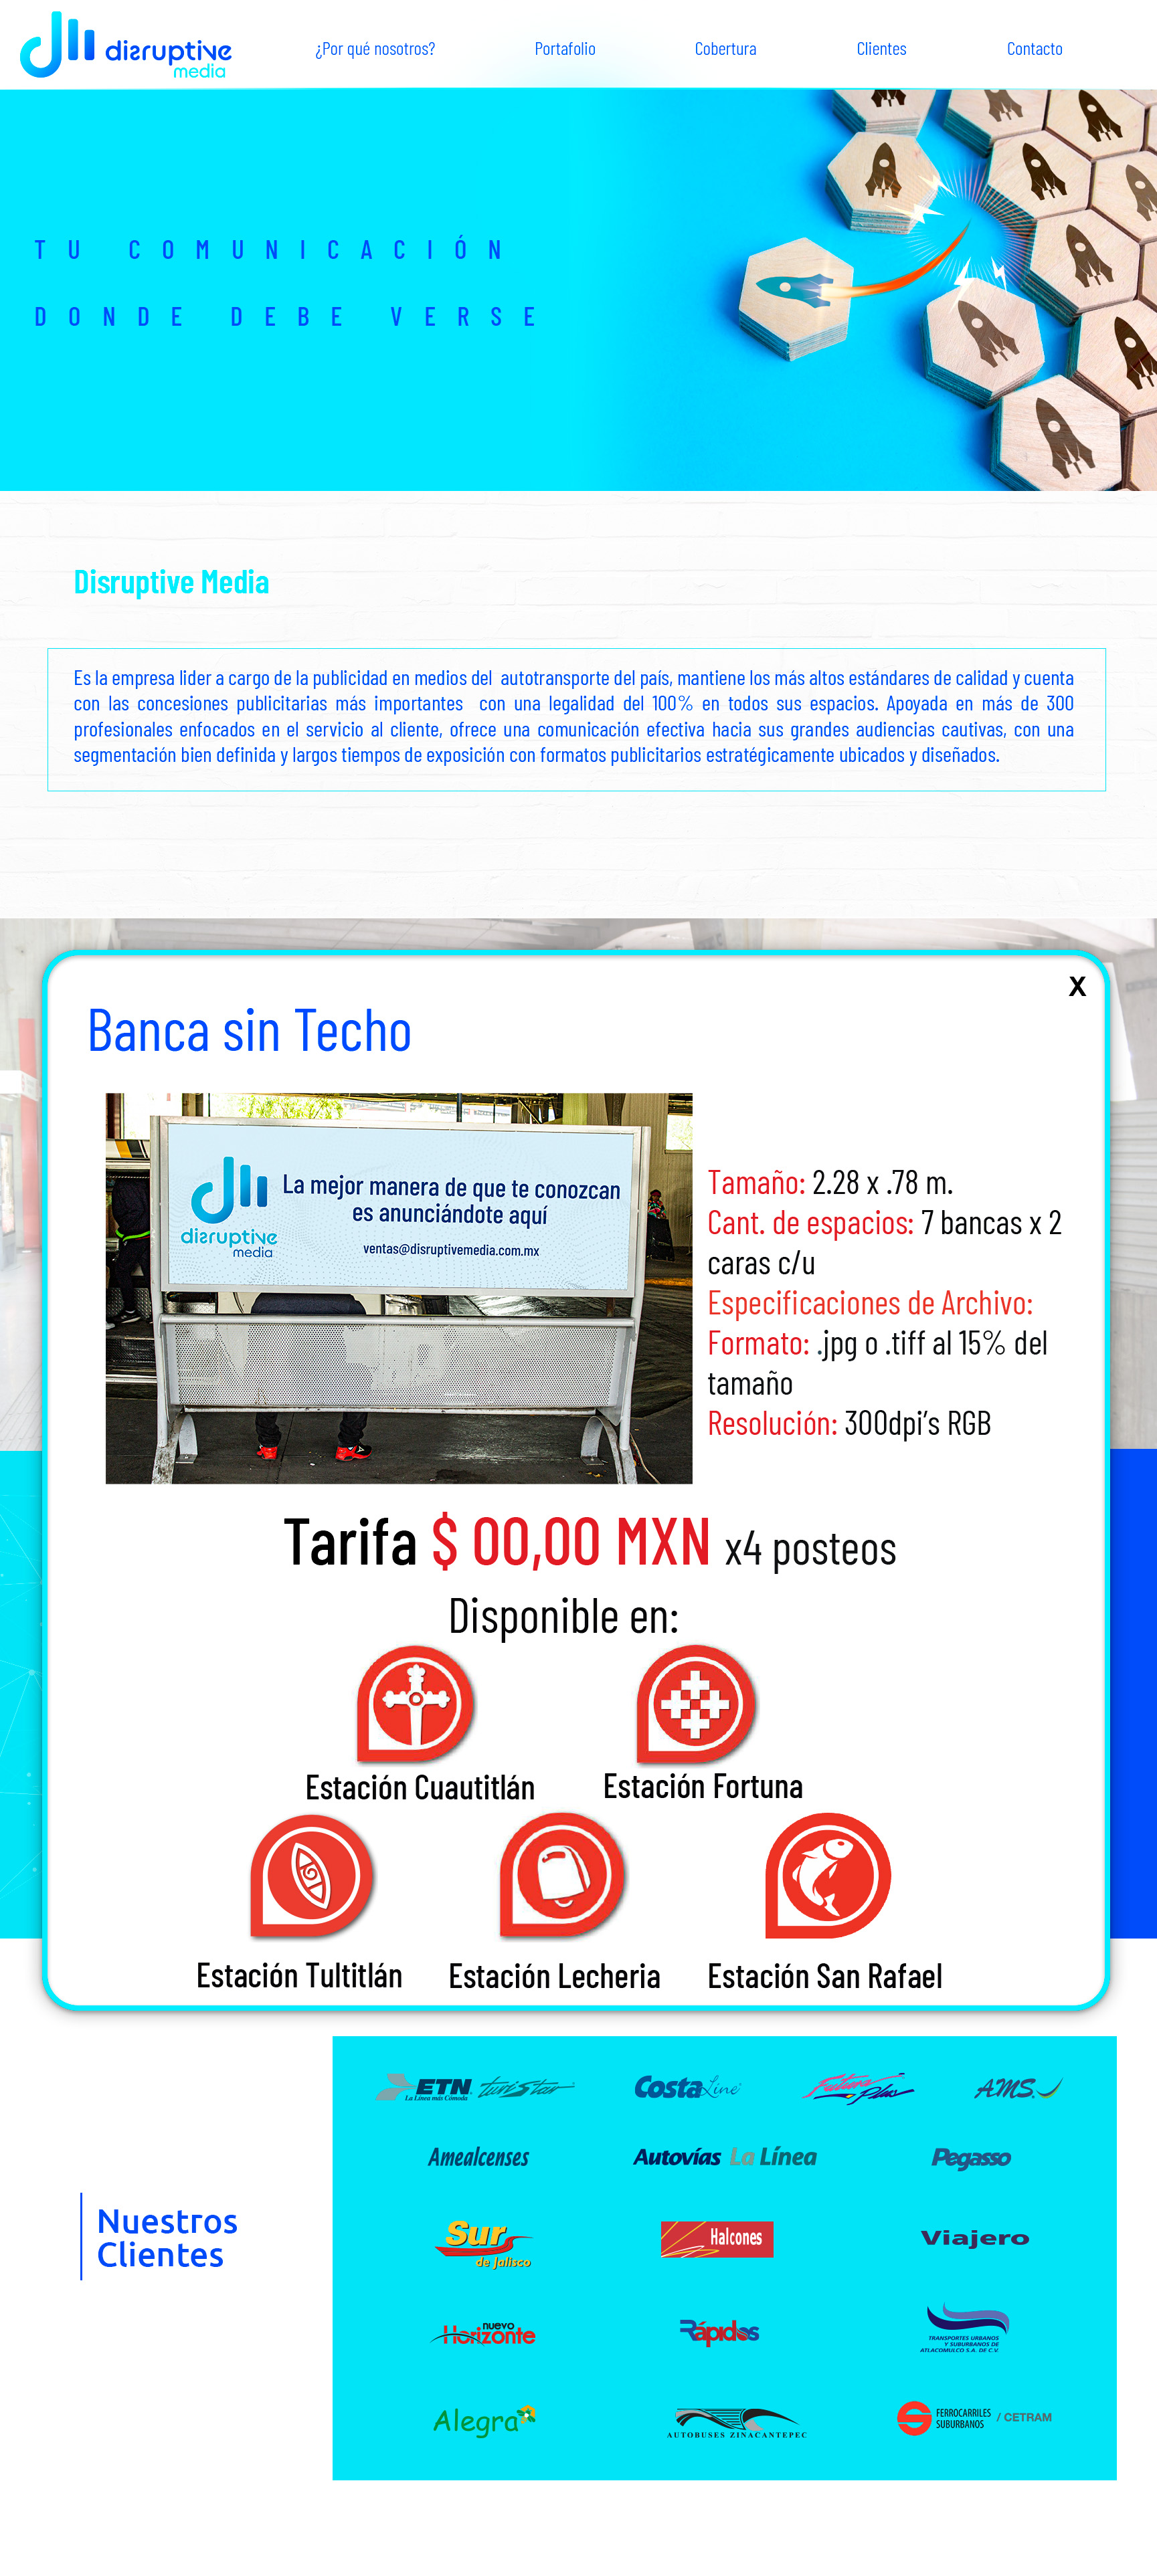 disruptive
media
¿Por qué nosotros?
Portafolio
Cobertura
Clientes
Contacto
TU COMUNICACIÓN
DONDE DEBE VERSE
Disruptive Media
Es la empresa lider a cargo de la publicidad en medios del autotransporte del país, mantiene los más altos estándares de calidad y cuenta
con las concesiones publicitarias más importantes con una legalidad del 100% en todos sus espacios. Apoyada en más de 300
profesionales enfocados en el servicio al cliente, ofrece una comunicación efectiva hacia sus grandes audiencias cautivas, con una
segmentación bien definida y largos tiempos de exposición con formatos publicitarios estratégicamente ubicados y diseñados.
X
Banca sin Techo
disruptive
media
La mejor manera de que te conozcan
es anunciándote aquí
ventas@disruptivemedia.com.mx
Tamaño: 2.28 x .78 m.
Cant. de espacios: 7 bancas x 2
caras c/u
Especificaciones de Archivo:
Formato: .jpg o .tiff al 15% del
tamaño
Resolución: 300dpi's RGB
Tarifa $ 00,00 MXN x4 posteos
Disponible en:
Estación Cuautitlán
Estación Fortuna
Estación Tultitlán
Estación Lecheria
Estación San Rafael
Nuestros
Clientes
ETN turistar
La Línea más Cómoda
Costa Line
Futura Plus
AMS
Amealcenses
Autovías La Línea
Pegasso
Sur
de Jalisco
Halcones
Viajero
nuevo
Horizonte
Rápidos
TRANSPORTES URBANOS
Y SUBURBANOS DE
ATLACOMULCO S.A. DE C.V.
Alegra
AUTOBUSES ZINACANTEPEC
FERROCARRILES
SUBURBANOS / CETRAM